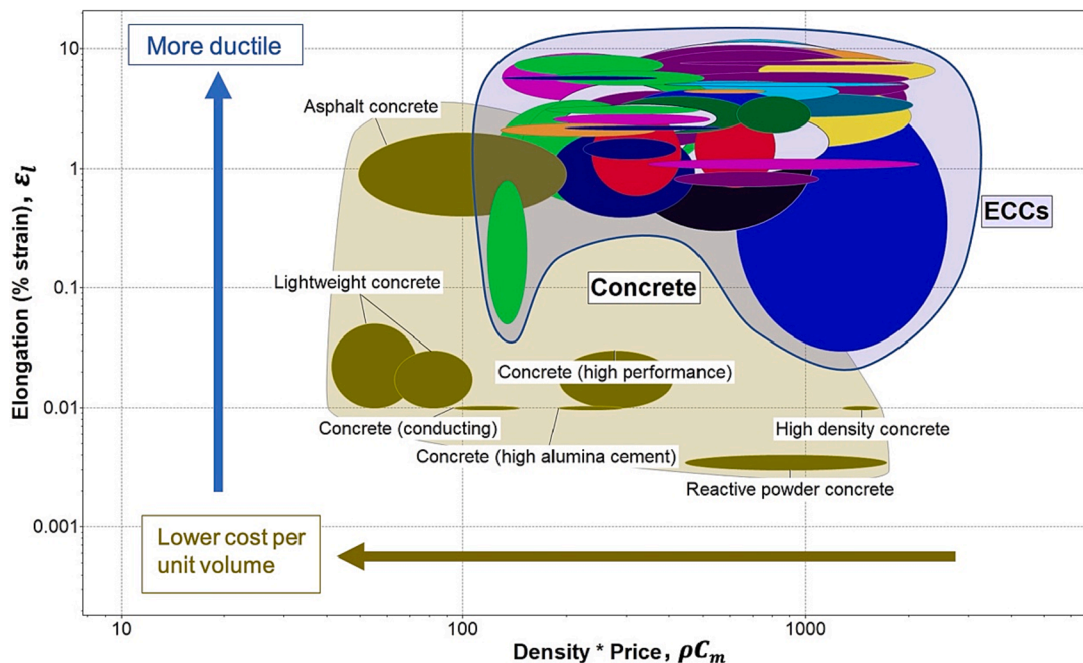 More ductile
Asphalt concrete
ECCs
Concrete
Lightweight concrete
Concrete (high performance)
Concrete (conducting)
High density concrete
Concrete (high alumina cement)
Reactive powder concrete
Lower cost per
unit volume
Elongation (% strain), ε_l
10
1
0.1
0.01
0.001
10
100
1000
Density * Price , ρC_m